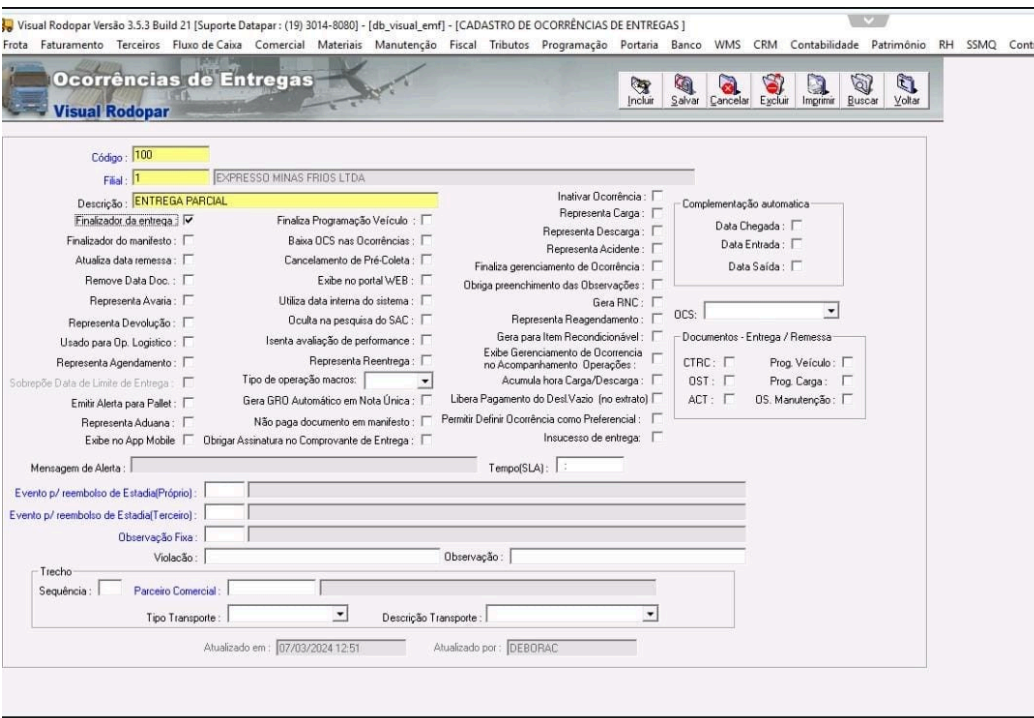 Visual Rodopar Versão 3.5.3 Build 21 [Suporte Datapar : (19) 3014-8080] - [db_visual_emf] - [CADASTRO DE OCORRÊNCIAS DE ENTREGAS ]
Frota Faturamento Terceiros Fluxo de Caixa Comercial Materiais Manutenção Fiscal Tributos Programação Portaria Banco WMS CRM Contabilidade Patrimônio RH SSMQ Cont
Ocorrências de Entregas
Visual Rodopar
Incluir Salvar Cancelar Excluir Imprimir Buscar Voltar
Código : 100
Filial : 1 EXPRESSO MINAS FRIOS LTDA
Descrição : ENTREGA PARCIAL
Finalizador da entrega :
Finalizador do manifesto :
Atualiza data remessa :
Remove Data Doc. :
Representa Avaria :
Representa Devolução :
Usado para Op. Logistico :
Representa Agendamento :
Sobrepõe Data de Limite de Entrega :
Emitir Alerta para Pallet :
Representa Aduana :
Exibe no App Mobile
Finaliza Programação Veículo :
Baixa OCS nas Ocorrências :
Cancelamento de Pré-Coleta :
Exibe no portal WEB :
Utiliza data interna do sistema :
Oculta na pesquisa do SAC :
Isenta avaliação de performance :
Representa Reentrega :
Tipo de operação macros:
Gera GRO Automático em Nota Única :
Não paga documento em manifesto :
Obrigar Assinatura no Comprovante de Entrega :
Inativar Ocorrência :
Representa Carga :
Representa Descarga :
Representa Acidente :
Finaliza gerenciamento de Ocorrência :
Obriga preenchimento das Observações :
Gera RNC :
Representa Reagendamento :
Gera para Item Recondicionável :
Exibe Gerenciamento de Ocorrencia
no Acompanhamento Operações :
Acumula hora Carga/Descarga :
Libera Pagamento do Desl.Vazio (no extrato)
Permitir Definir Ocorrência como Preferencial :
Insucesso de entrega:
Complementação automatica
Data Chegada :
Data Entrada :
Data Saída :
OCS:
Documentos - Entrega / Remessa
CTRC : Prog. Veículo :
OST : Prog. Carga :
ACT : OS. Manutenção :
Mensagem de Alerta : Tempo(SLA) : :
Evento p/ reembolso de Estadia(Próprio) :
Evento p/ reembolso de Estadia(Terceiro) :
Observação Fixa :
Violacão : Observação :
Trecho
Sequência : Parceiro Comercial :
Tipo Transporte : Descrição Transporte :
Atualizado em : 07/03/2024 12:51 Atualizado por : DEBORAC